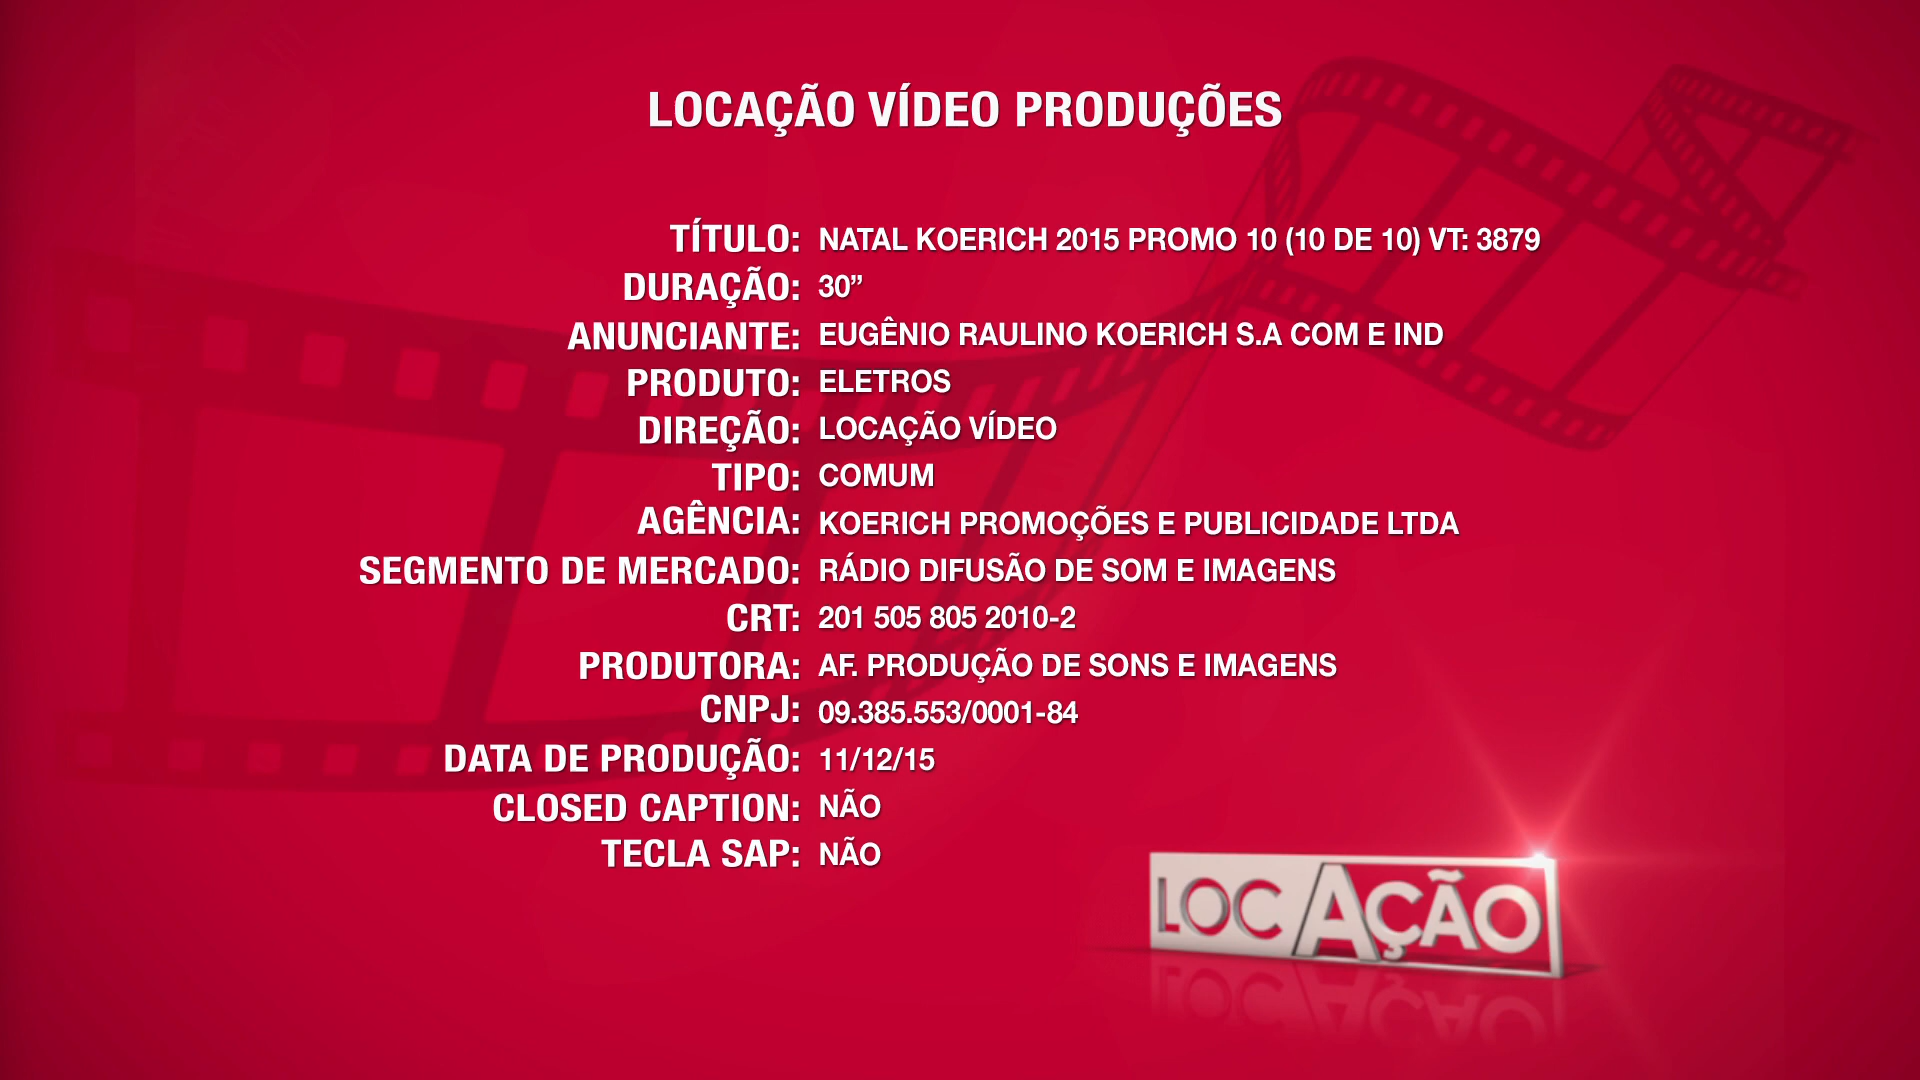 LOCAÇÃO VÍDEO PRODUÇÕES
TÍTULO: NATAL KOERICH 2015 PROMO 10 (10 DE 10) VT: 3879
DURAÇÃO: 30”
ANUNCIANTE: EUGÊNIO RAULINO KOERICH S.A COM E IND
PRODUTO: ELETROS
DIREÇÃO: LOCAÇÃO VÍDEO
TIPO: COMUM
AGÊNCIA: KOERICH PROMOÇÕES E PUBLICIDADE LTDA
SEGMENTO DE MERCADO: RÁDIO DIFUSÃO DE SOM E IMAGENS
CRT: 201 505 805 2010-2
PRODUTORA: AF. PRODUÇÃO DE SONS E IMAGENS
CNPJ: 09.385.553/0001-84
DATA DE PRODUÇÃO: 11/12/15
CLOSED CAPTION: NÃO
TECLA SAP: NÃO
LOCAÇÃO